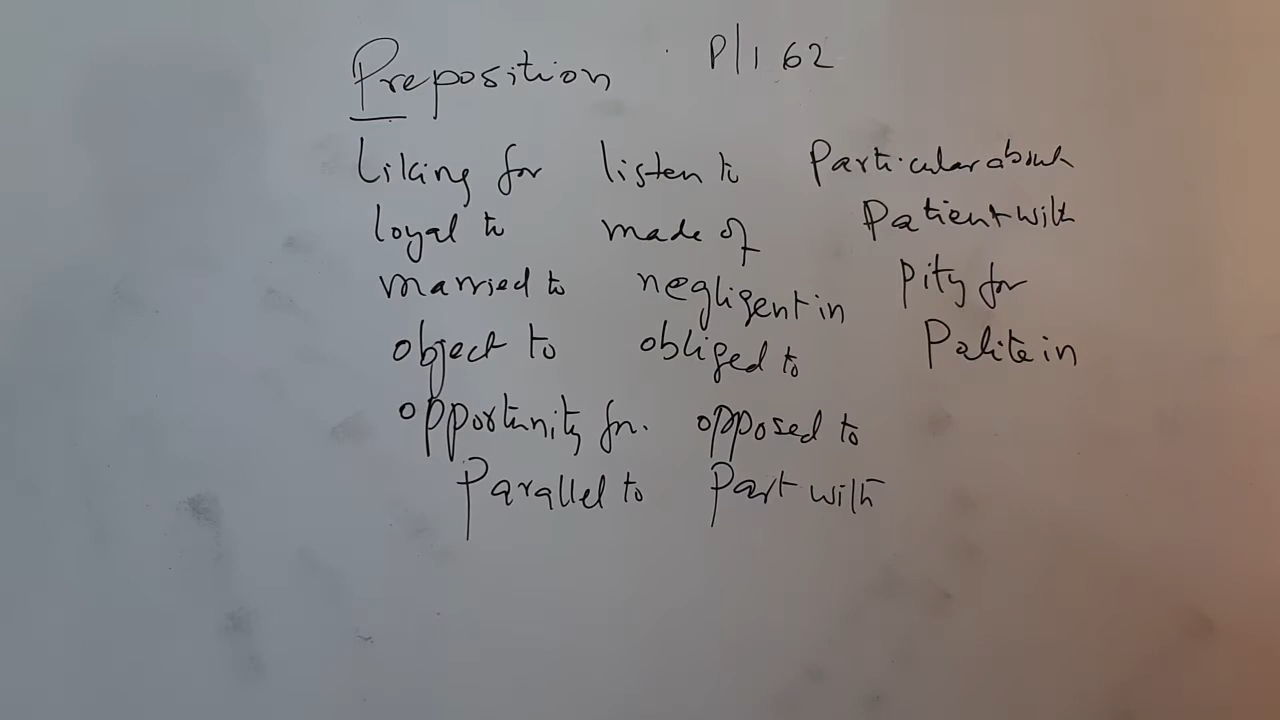 Preposition P/162
Liking for listen to Particular about
loyal to made of Patient with
married to negligent in Pity for
object to obliged to Polite in
opportunity for. opposed to
Parallel to Part with